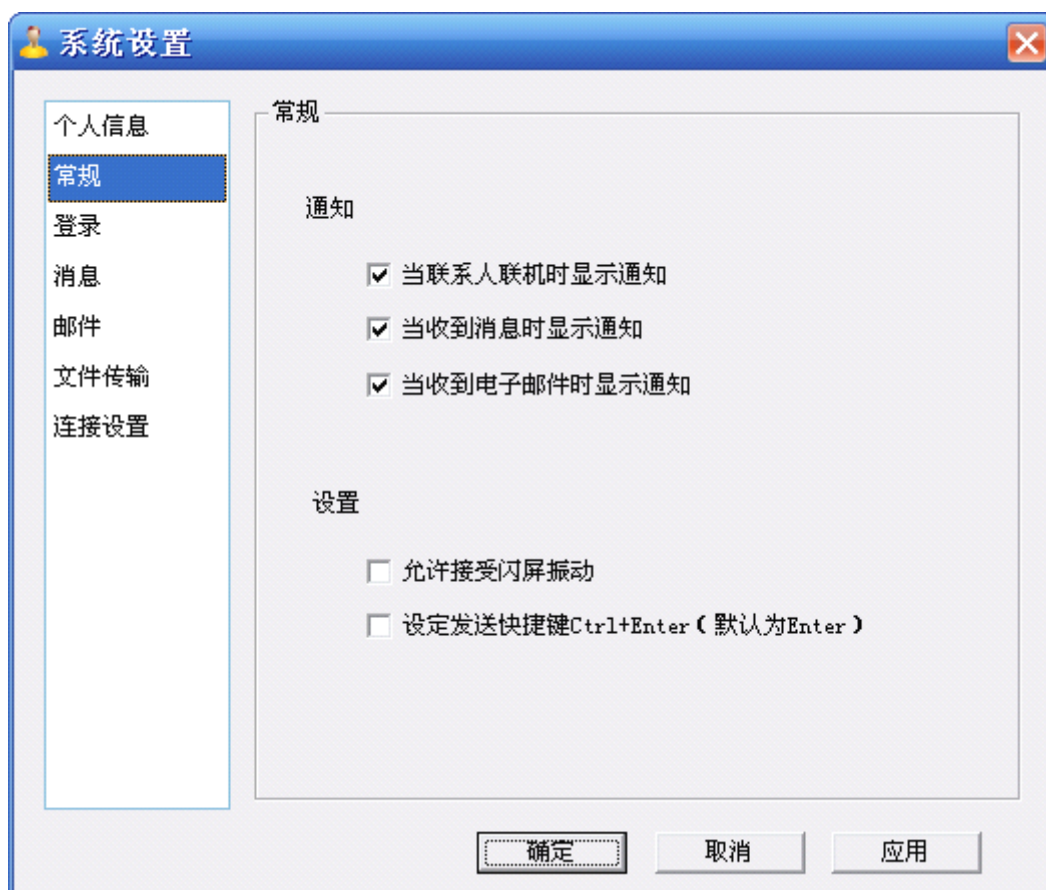 系统设置
个人信息
常规
登录
消息
邮件
文件传输
连接设置
常规
通知
当联系人联机时显示通知
当收到消息时显示通知
当收到电子邮件时显示通知
设置
允许接受闪屏振动
设定发送快捷键Ctrl+Enter(默认为Enter)
确定
取消
应用